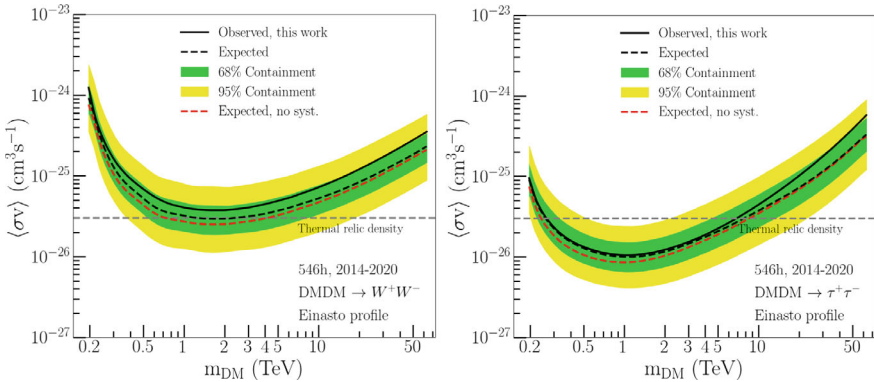 10⁻²³
10⁻²⁴
10⁻²⁵
10⁻²⁶
10⁻²⁷
⟨σv⟩ (cm³s⁻¹)
Observed, this work
Expected
68% Containment
95% Containment
Expected, no syst.
Thermal relic density
546h, 2014-2020
DMDM → W⁺W⁻
Einasto profile
0.2 0.5 1 2 3 4 5 10 50
m_DM (TeV)
10⁻²³
10⁻²⁴
10⁻²⁵
10⁻²⁶
10⁻²⁷
⟨σv⟩ (cm³s⁻¹)
Observed, this work
Expected
68% Containment
95% Containment
Expected, no syst.
Thermal relic density
546h, 2014-2020
DMDM → τ⁺τ⁻
Einasto profile
0.2 0.5 1 2 3 4 5 10 50
m_DM (TeV)